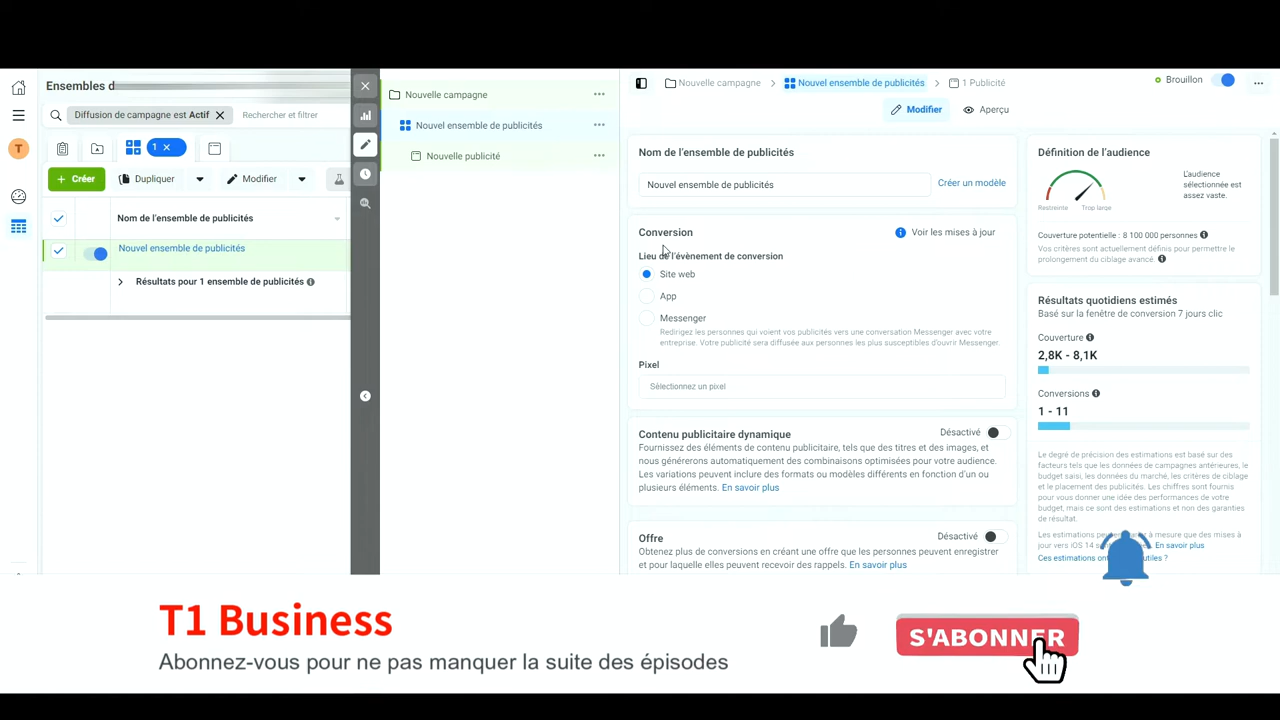 Ensembles d
Diffusion de campagne est Actif
Rechercher et filtrer
T
1
Créer
Dupliquer
Modifier
Nom de l'ensemble de publicités
Nouvel ensemble de publicités
Résultats pour 1 ensemble de publicités
Nouvelle campagne
Nouvel ensemble de publicités
Nouvelle publicité
Nouvelle campagne
Nouvel ensemble de publicités
1 Publicité
Brouillon
Modifier
Aperçu
Nom de l'ensemble de publicités
Nouvel ensemble de publicités
Créer un modèle
Conversion
Voir les mises à jour
Lieu de l'évènement de conversion
Site web
App
Messenger
Redirigez les personnes qui voient vos publicités vers une conversation Messenger avec votre
entreprise. Votre publicité sera diffusée aux personnes les plus susceptibles d'ouvrir Messenger.
Pixel
Sélectionnez un pixel
Contenu publicitaire dynamique
Désactivé
Fournissez des éléments de contenu publicitaire, tels que des titres et des images, et
nous générerons automatiquement des combinaisons optimisées pour votre audience.
Les variations peuvent inclure des formats ou modèles différents en fonction d'un ou
plusieurs éléments. En savoir plus
Offre
Désactivé
Obtenez plus de conversions en créant une offre que les personnes peuvent enregistrer
et pour laquelle elles peuvent recevoir des rappels. En savoir plus
Définition de l'audience
L'audience
sélectionnée est
assez vaste.
Restreinte
Trop large
Couverture potentielle : 8 100 000 personnes
Vos critères sont actuellement définis pour permettre le
prolongement du ciblage avancé.
Résultats quotidiens estimés
Basé sur la fenêtre de conversion 7 jours clic
Couverture
2,8K - 8,1K
Conversions
1 - 11
Le degré de précision des estimations est basé sur des
facteurs tels que les données de campagnes antérieures, le
budget saisi, les données du marché, les critères de ciblage
et le placement des publicités. Les chiffres sont fournis
pour vous donner une idée des performances de votre
budget, mais ce sont des estimations et non des garanties
de résultat.
Les estimations à mesure que des mises à
jour vers iOS 14 En savoir plus
Ces estimations utiles ?
T1 Business
Abonnez-vous pour ne pas manquer la suite des épisodes
S'ABONNER